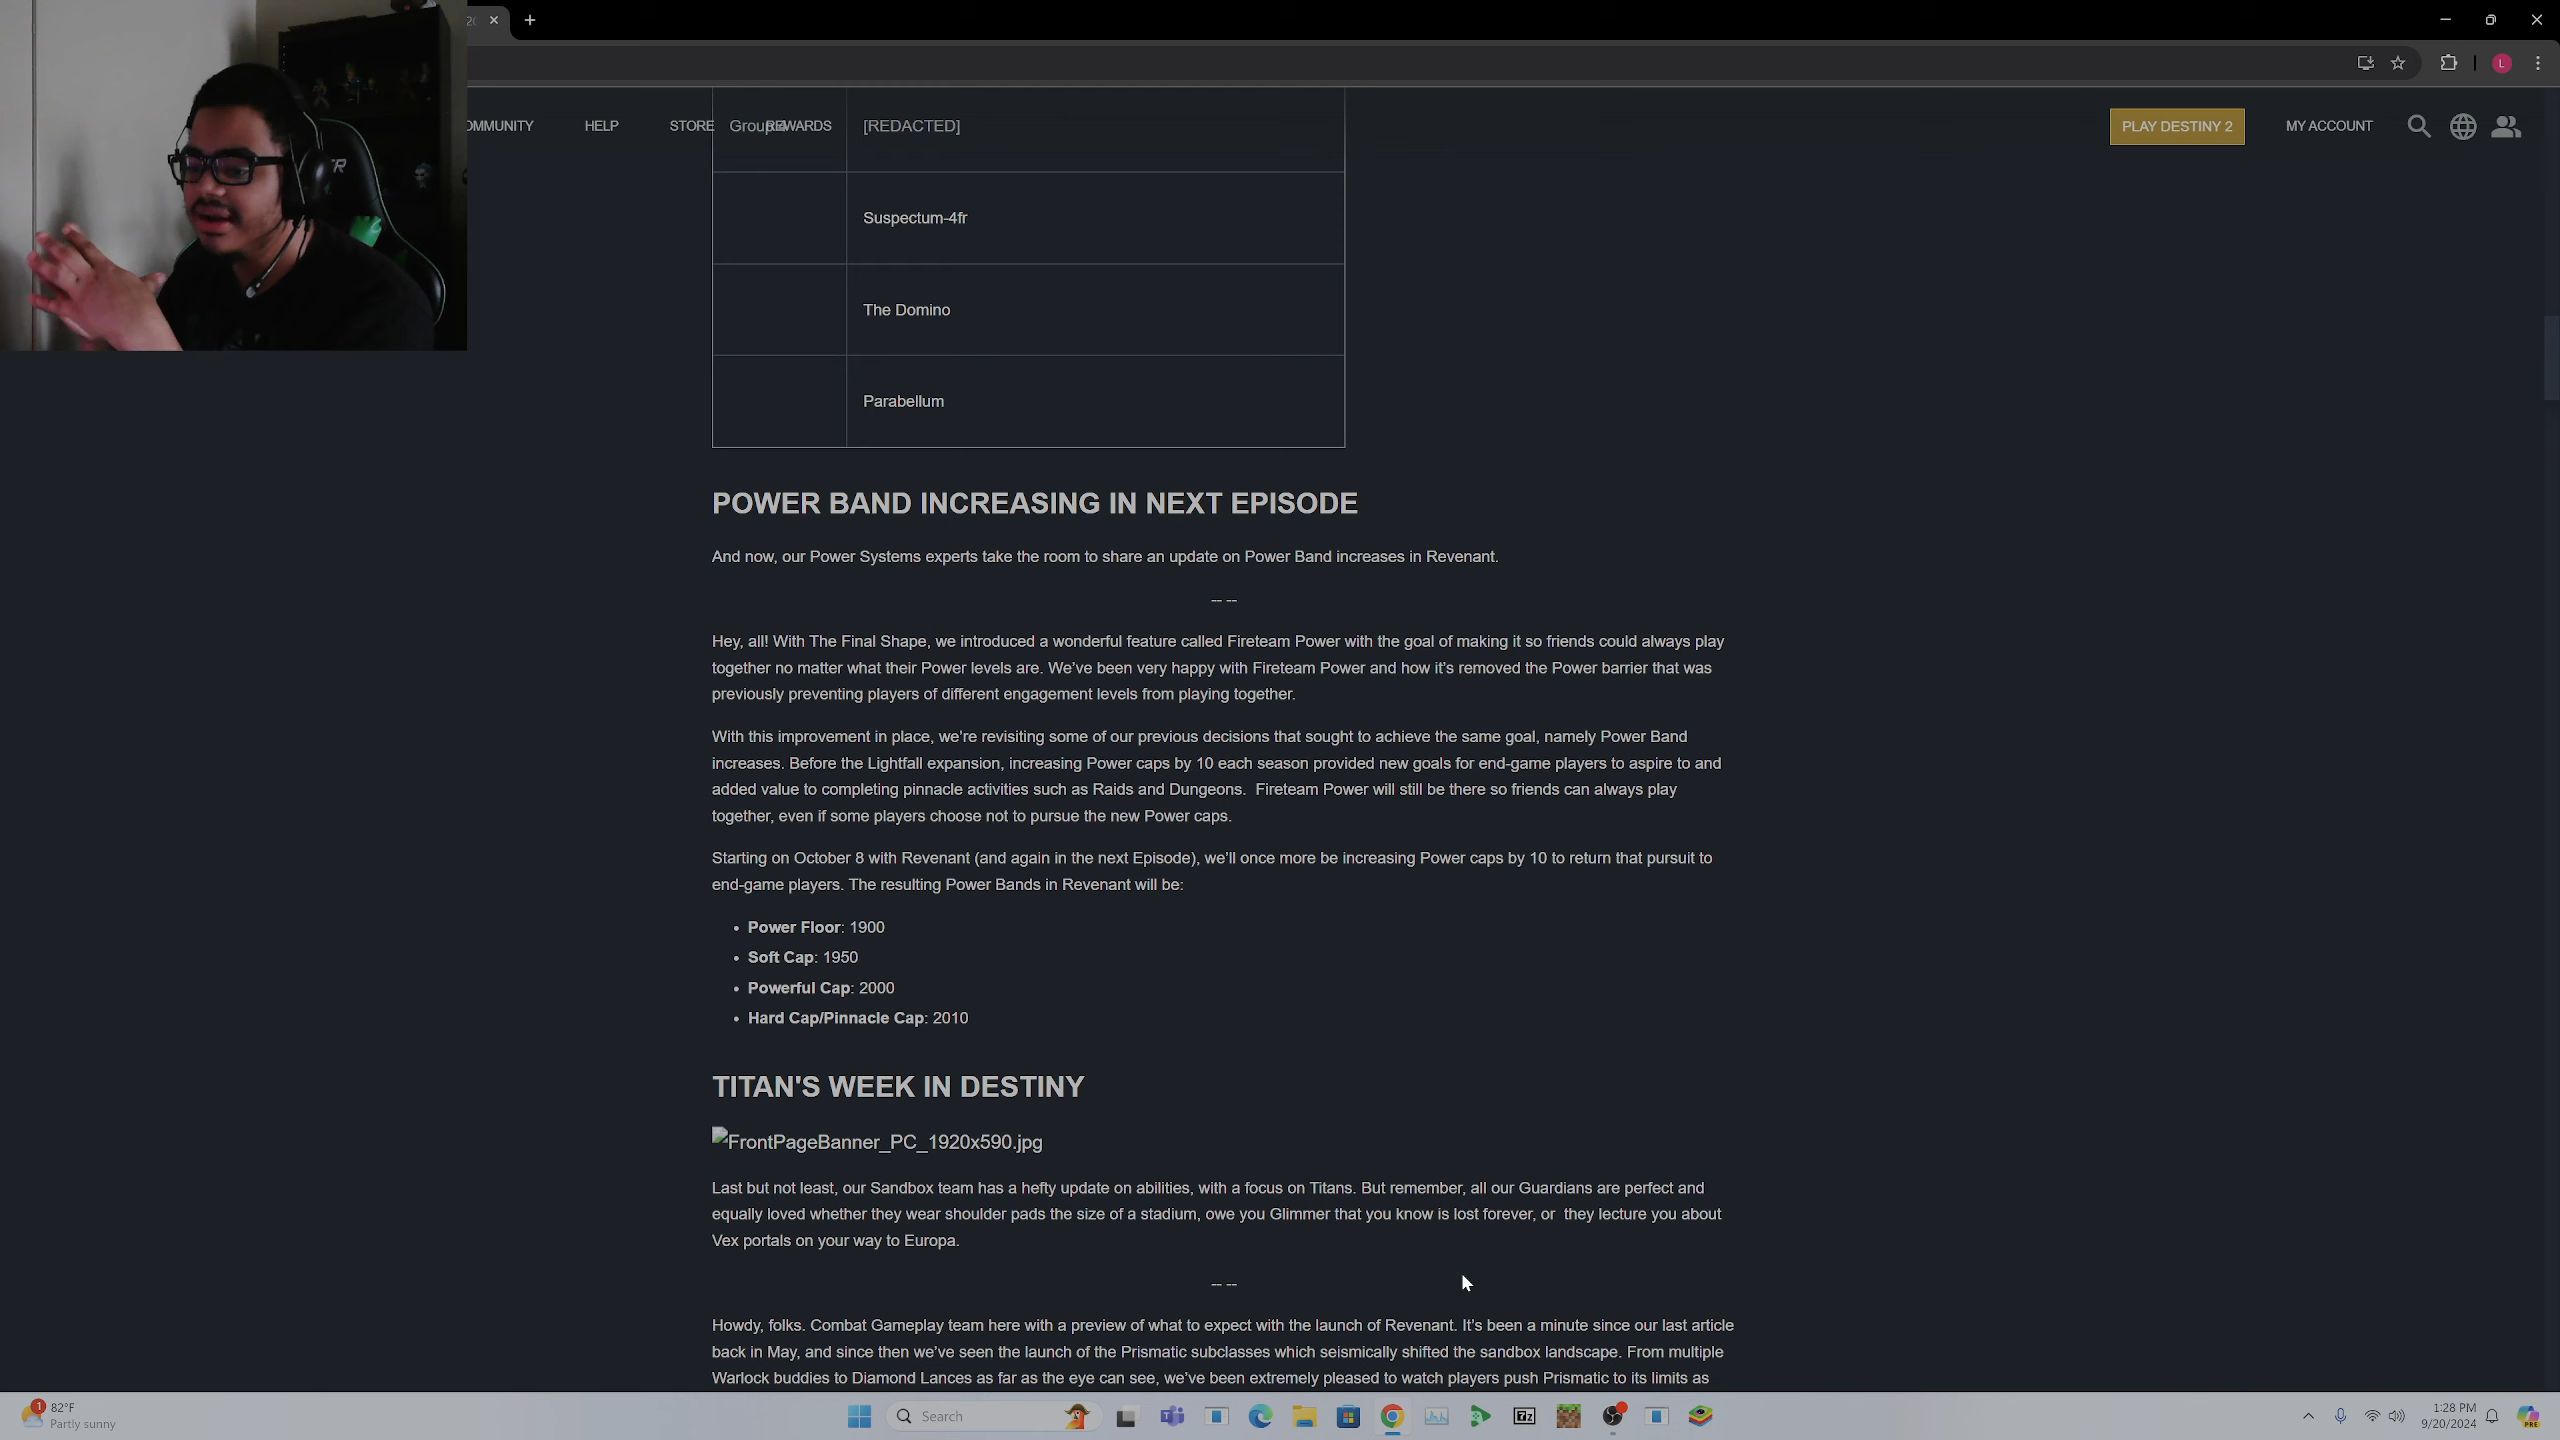 OMMUNITY
HELP
STORE
Group
REWARDS
[REDACTED]
PLAY DESTINY 2
MY ACCOUNT
L
Suspectum-4fr
The Domino
Parabellum
POWER BAND INCREASING IN NEXT EPISODE
And now, our Power Systems experts take the room to share an update on Power Band increases in Revenant.
-- --
Hey, all! With The Final Shape, we introduced a wonderful feature called Fireteam Power with the goal of making it so friends could always play
together no matter what their Power levels are. We've been very happy with Fireteam Power and how it's removed the Power barrier that was
previously preventing players of different engagement levels from playing together.
With this improvement in place, we're revisiting some of our previous decisions that sought to achieve the same goal, namely Power Band
increases. Before the Lightfall expansion, increasing Power caps by 10 each season provided new goals for end-game players to aspire to and
added value to completing pinnacle activities such as Raids and Dungeons.  Fireteam Power will still be there so friends can always play
together, even if some players choose not to pursue the new Power caps.
Starting on October 8 with Revenant (and again in the next Episode), we'll once more be increasing Power caps by 10 to return that pursuit to
end-game players. The resulting Power Bands in Revenant will be:
• Power Floor: 1900
• Soft Cap: 1950
• Powerful Cap: 2000
• Hard Cap/Pinnacle Cap: 2010
TITAN'S WEEK IN DESTINY
FrontPageBanner_PC_1920x590.jpg
Last but not least, our Sandbox team has a hefty update on abilities, with a focus on Titans. But remember, all our Guardians are perfect and
equally loved whether they wear shoulder pads the size of a stadium, owe you Glimmer that you know is lost forever, or  they lecture you about
Vex portals on your way to Europa.
-- --
Howdy, folks. Combat Gameplay team here with a preview of what to expect with the launch of Revenant. It's been a minute since our last article
back in May, and since then we've seen the launch of the Prismatic subclasses which seismically shifted the sandbox landscape. From multiple
Warlock buddies to Diamond Lances as far as the eye can see, we've been extremely pleased to watch players push Prismatic to its limits as
1
82°F
Partly sunny
Search
7z
1:28 PM
9/20/2024
PRE